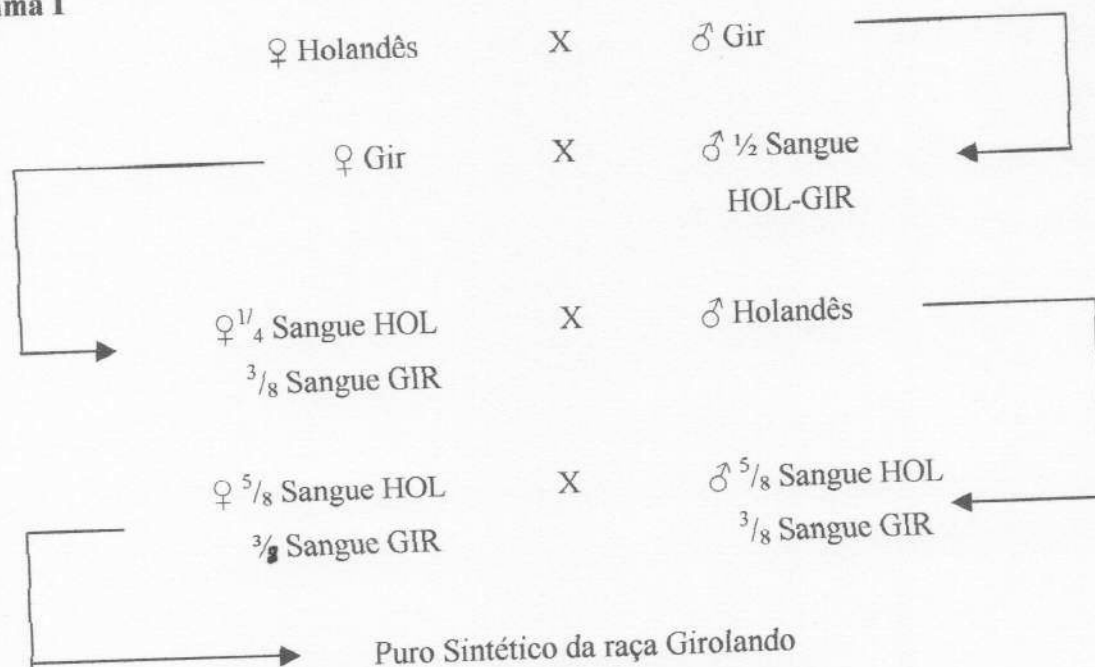 ♀ Holandês X ♂ Gir
♀ Gir X ♂ ½ Sangue
HOL-GIR
♀ 1/4 Sangue HOL X ♂ Holandês
3/8 Sangue GIR
♀ 5/8 Sangue HOL X ♂ 5/8 Sangue HOL
3/8 Sangue GIR 3/8 Sangue GIR
Puro Sintético da raça Girolando